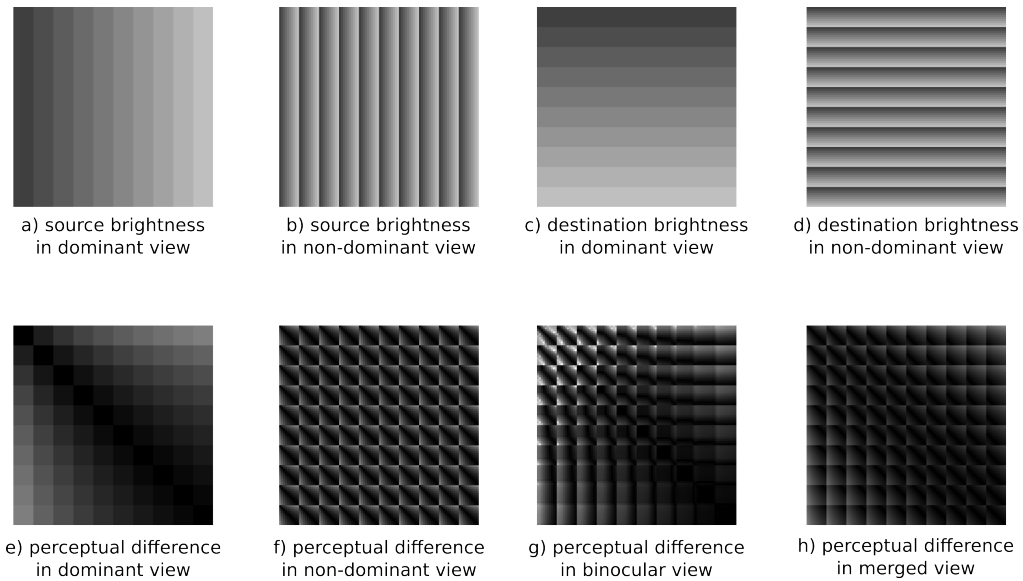 a) source brightness
in dominant view
b) source brightness
in non-dominant view
c) destination brightness
in dominant view
d) destination brightness
in non-dominant view
e) perceptual difference
in dominant view
f) perceptual difference
in non-dominant view
g) perceptual difference
in binocular view
h) perceptual difference
in merged view